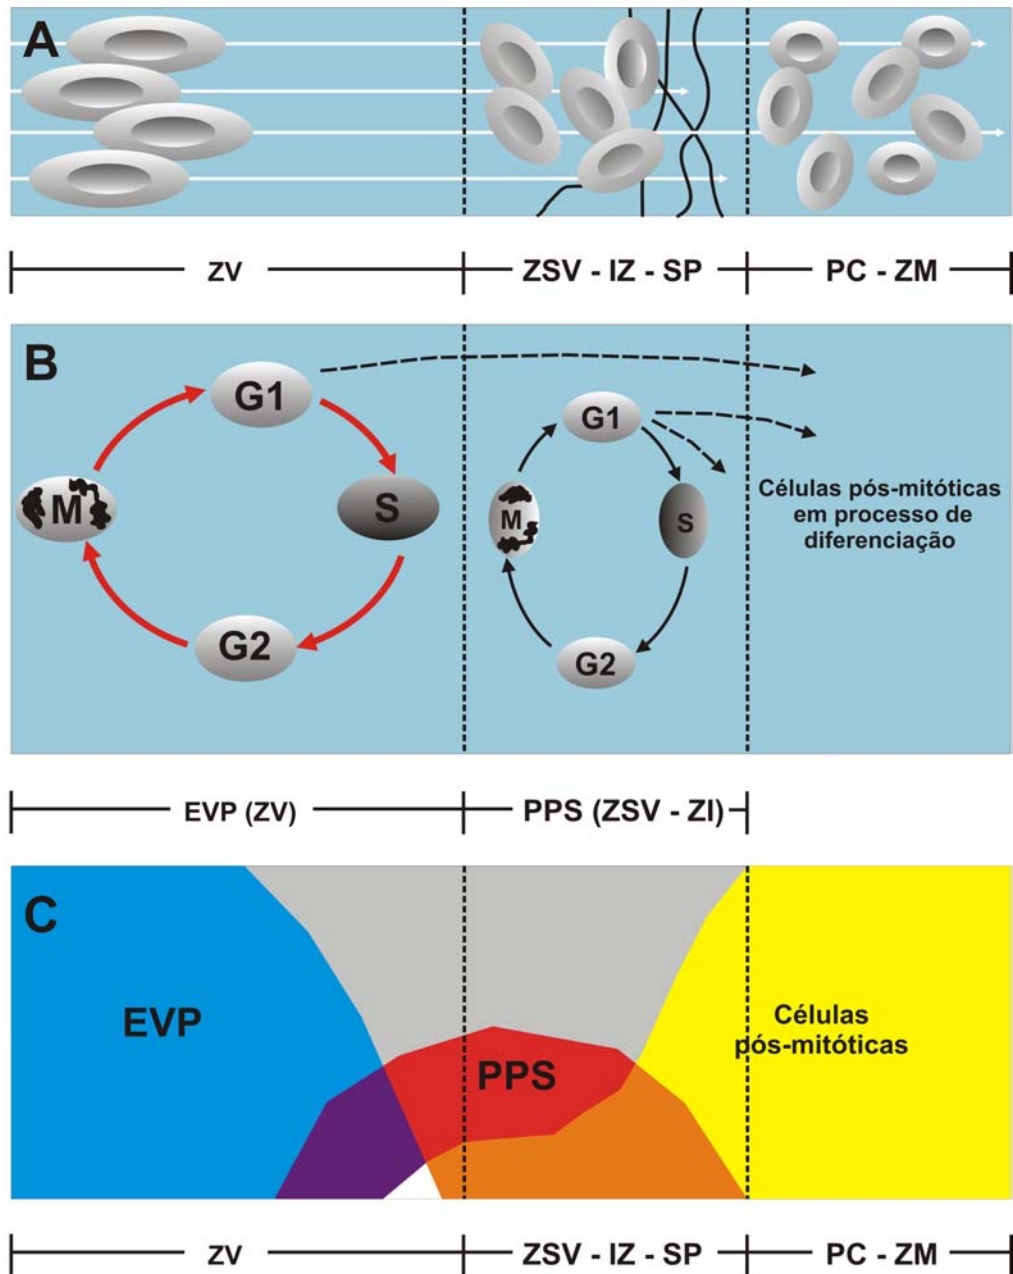 A
ZV
ZSV - IZ - SP
PC - ZM
B
G1
S
G2
M
G1
S
G2
M
Células pós-mitóticas
em processo de
diferenciação
EVP (ZV)
PPS (ZSV - ZI)
C
EVP
PPS
Células
pós-mitóticas
ZV
ZSV - IZ - SP
PC - ZM